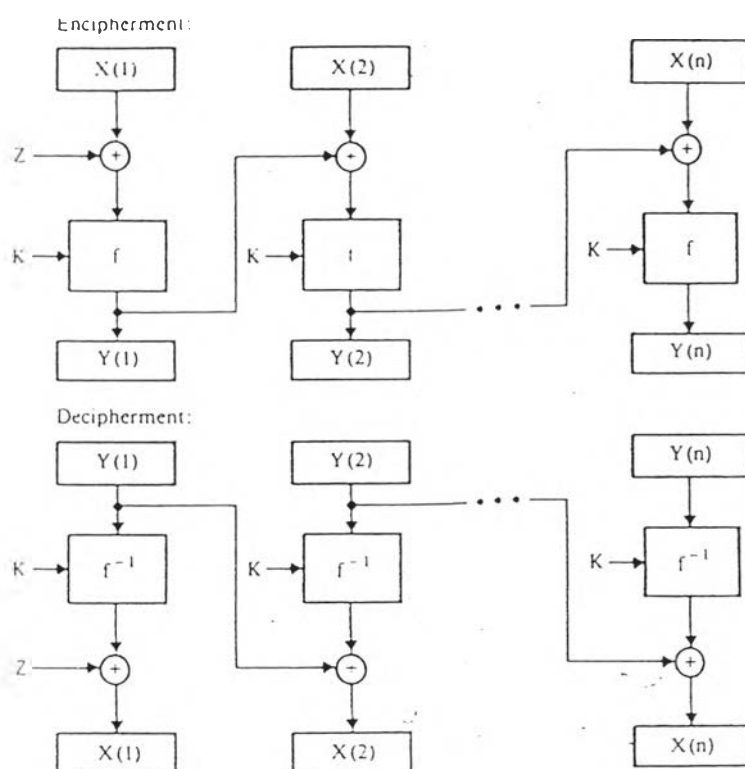 Encipherment:
X(1) X(2) X(n)
Z + + +
K f K f K f
• • •
Y(1) Y(2) Y(n)
Decipherment:
Y(1) Y(2) Y(n)
• • •
K f⁻¹ K f⁻¹ K f⁻¹
Z + + +
X(1) X(2) X(n)